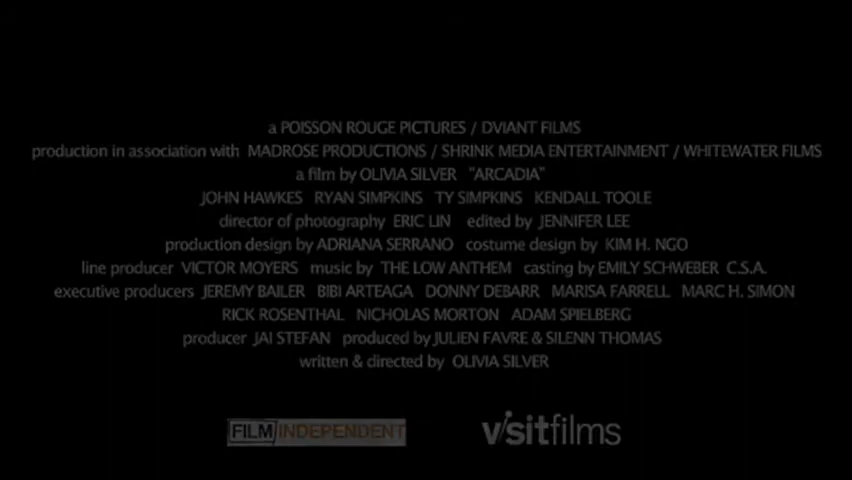 a POISSON ROUGE PICTURES / DVIANT FILMS
production in association with MADROSE PRODUCTIONS / SHRINK MEDIA ENTERTAINMENT / WHITEWATER FILMS
a film by OLIVIA SILVER "ARCADIA"
JOHN HAWKES RYAN SIMPKINS TY SIMPKINS KENDALL TOOLE
director of photography ERIC LIN edited by JENNIFER LEE
production design by ADRIANA SERRANO costume design by KIM H. NGO
line producer VICTOR MOYERS music by THE LOW ANTHEM casting by EMILY SCHWEBER C.S.A.
executive producers JEREMY BAILER BIBI ARTEAGA DONNY DEBARR MARISA FARRELL MARC H. SIMON
RICK ROSENTHAL NICHOLAS MORTON ADAM SPIELBERG
producer JAI STEFAN produced by JULIEN FAVRE & SILENN THOMAS
written & directed by OLIVIA SILVER
FILM INDEPENDENT visitfilms